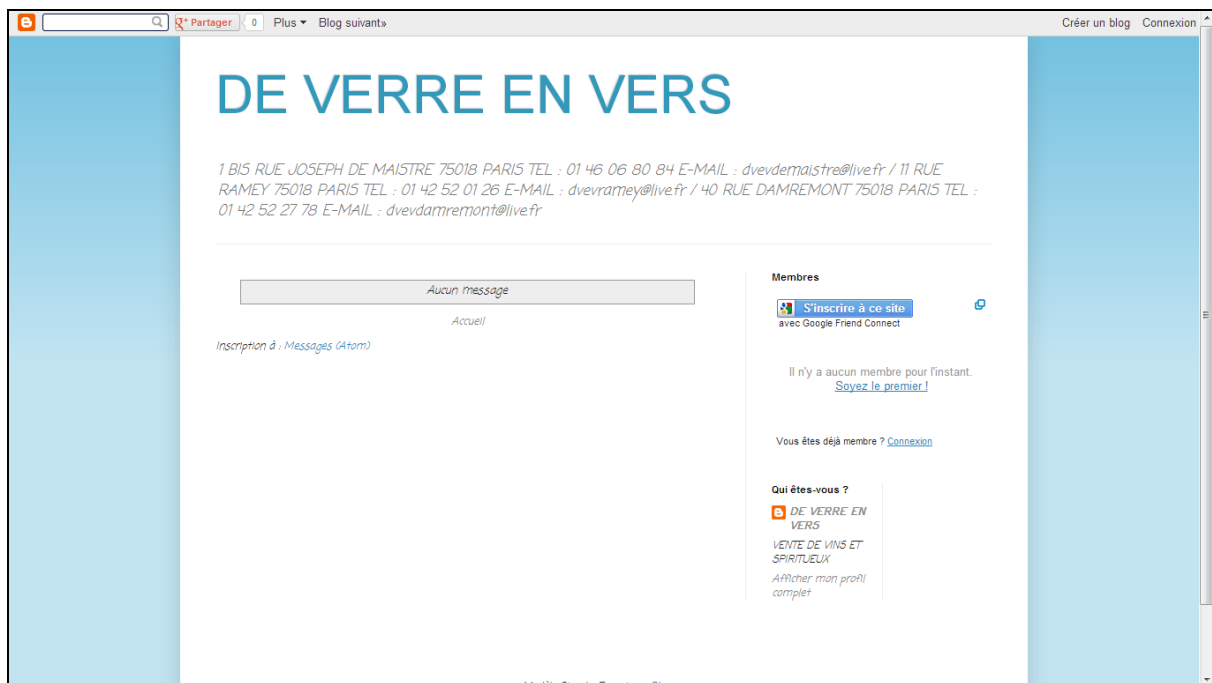 Partager 0 Plus Blog suivant» Créer un blog Connexion
DE VERRE EN VERS
1 BIS RUE JOSEPH DE MAISTRE 75018 PARIS TEL : 01 46 06 80 84 E-MAIL : dvevdemaistre@live.fr / 11 RUE
RAMEY 75018 PARIS TEL : 01 42 52 01 26 E-MAIL : dvevramey@live.fr / 40 RUE DAMREMONT 75018 PARIS TEL :
01 42 52 27 78 E-MAIL : dvevdamremont@live.fr
Aucun message
Accueil
Inscription à : Messages (Atom)
Membres
S'inscrire à ce site
avec Google Friend Connect
Il n'y a aucun membre pour l'instant.
Soyez le premier !
Vous êtes déjà membre ? Connexion
Qui êtes-vous ?
DE VERRE EN
VERS
VENTE DE VINS ET
SPIRITUEUX
Afficher mon profil
complet